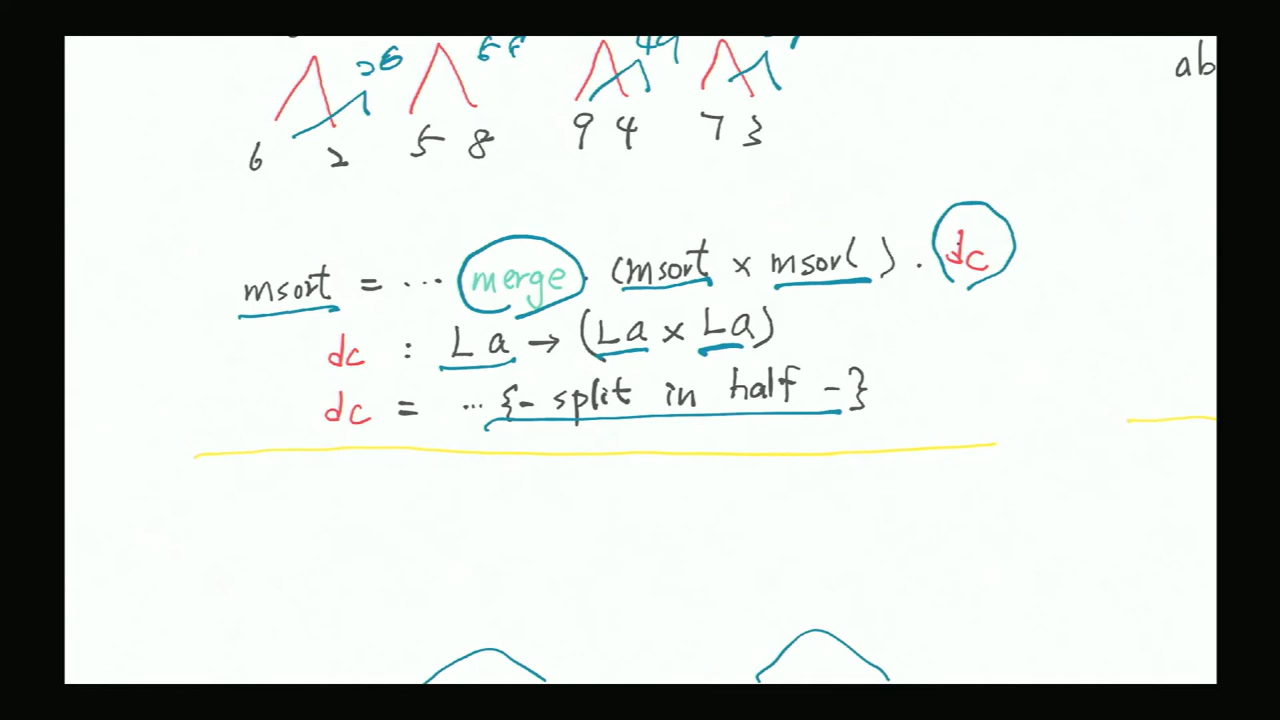 ab
6 2 5 8 9 4 7 3
msort = ... merge · (msort × msort) · dc
dc : L a → (La × La)
dc = ... {- split in half -}